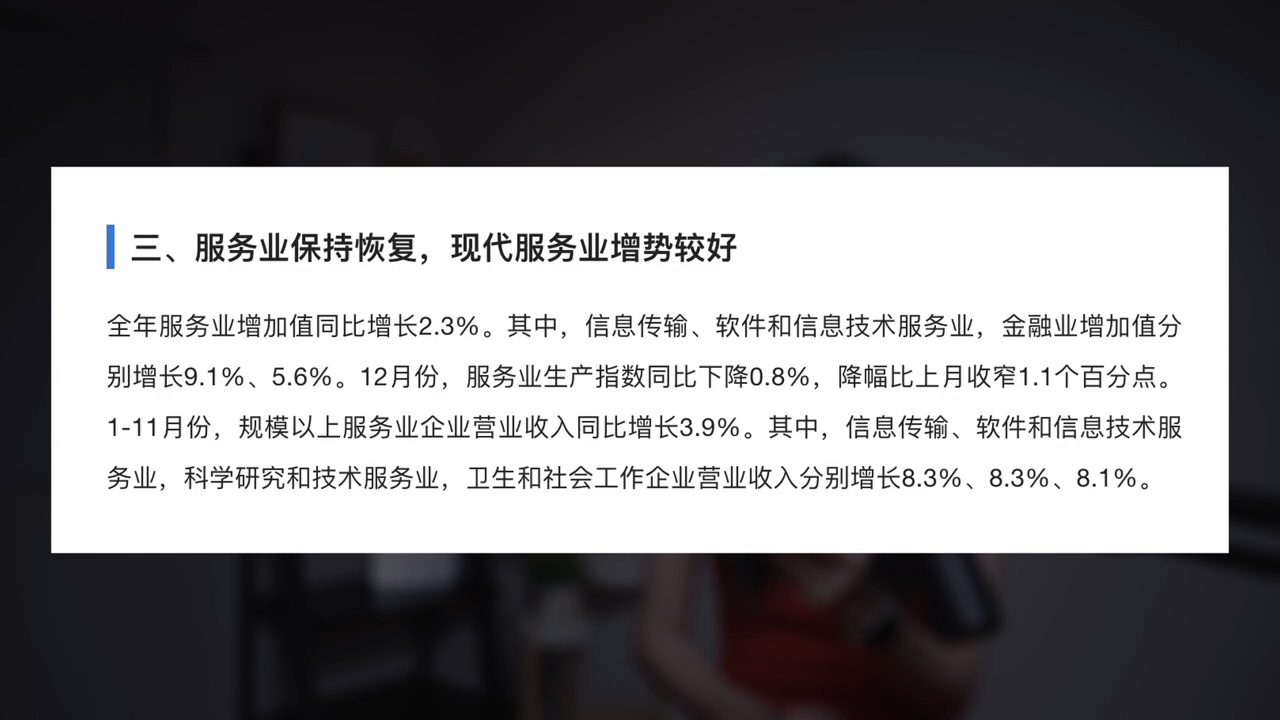 三、服务业保持恢复，现代服务业增势较好
全年服务业增加值同比增长2.3%。其中，信息传输、软件和信息技术服务业，金融业增加值分
别增长9.1%、5.6%。12月份，服务业生产指数同比下降0.8%，降幅比上月收窄1.1个百分点。
1-11月份，规模以上服务业企业营业收入同比增长3.9%。其中，信息传输、软件和信息技术服
务业，科学研究和技术服务业，卫生和社会工作企业营业收入分别增长8.3%、8.3%、8.1%。